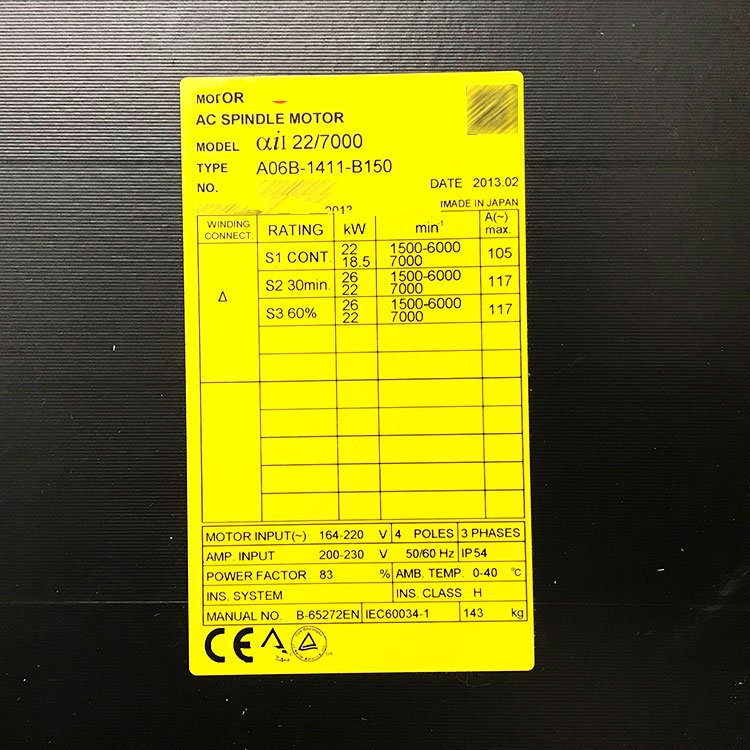 MOTOR
AC SPINDLE MOTOR
MODEL αiI 22/7000
TYPE A06B-1411-B150
NO.
DATE 2013.02
2013
MADE IN JAPAN
WINDING CONNECT RATING kW min-1 A(~) max.
Δ
S1 CONT. 22 1500-6000 105
18.5 7000
S2 30min. 26 1500-6000 117
22 7000
S3 60% 26 1500-6000 117
22 7000
MOTOR INPUT(~) 164-220 V 4 POLES 3 PHASES
AMP. INPUT 200-230 V 50/60 Hz IP54
POWER FACTOR 83 % AMB. TEMP. 0-40 ℃
INS. SYSTEM INS. CLASS H
MANUAL NO. B-65272EN IEC60034-1 143 kg
CE